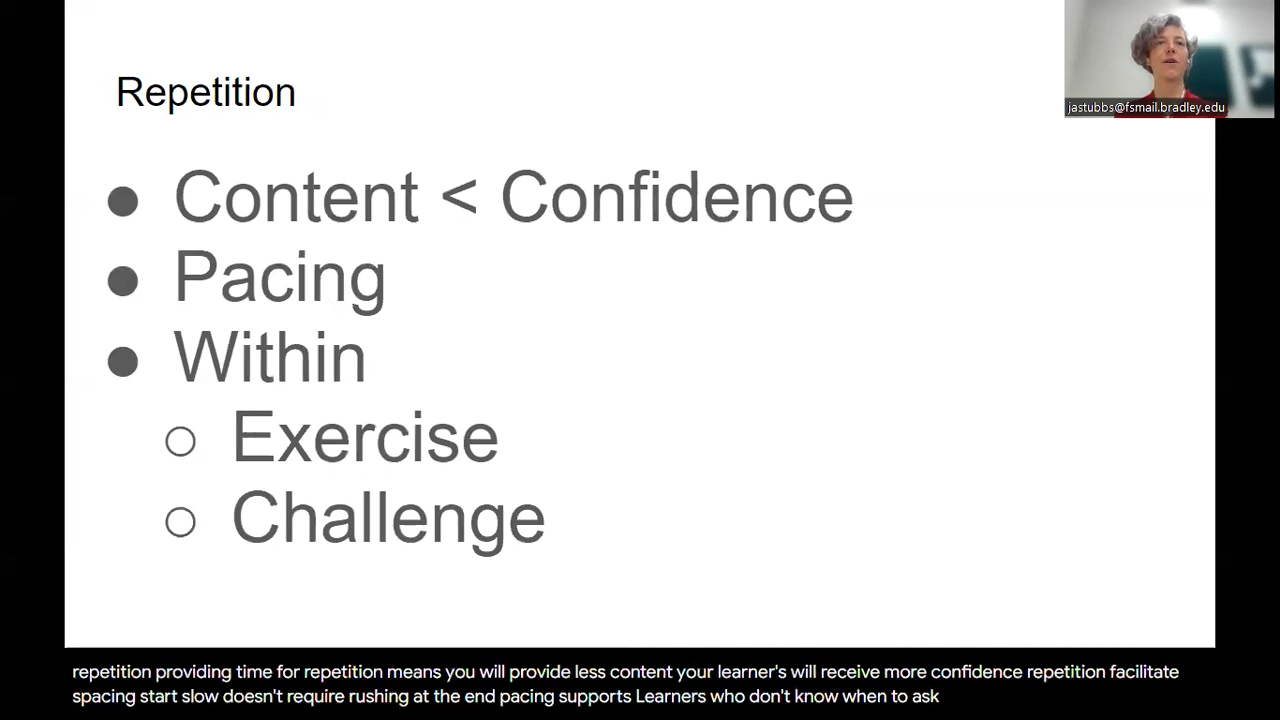 Repetition
jastubbs@fsmail.bradley.edu
● Content < Confidence
● Pacing
● Within
○ Exercise
○ Challenge
repetition providing time for repetition means you will provide less content your learner's will receive more confidence repetition facilitate
spacing start slow doesn't require rushing at the end pacing supports Learners who don't know when to ask